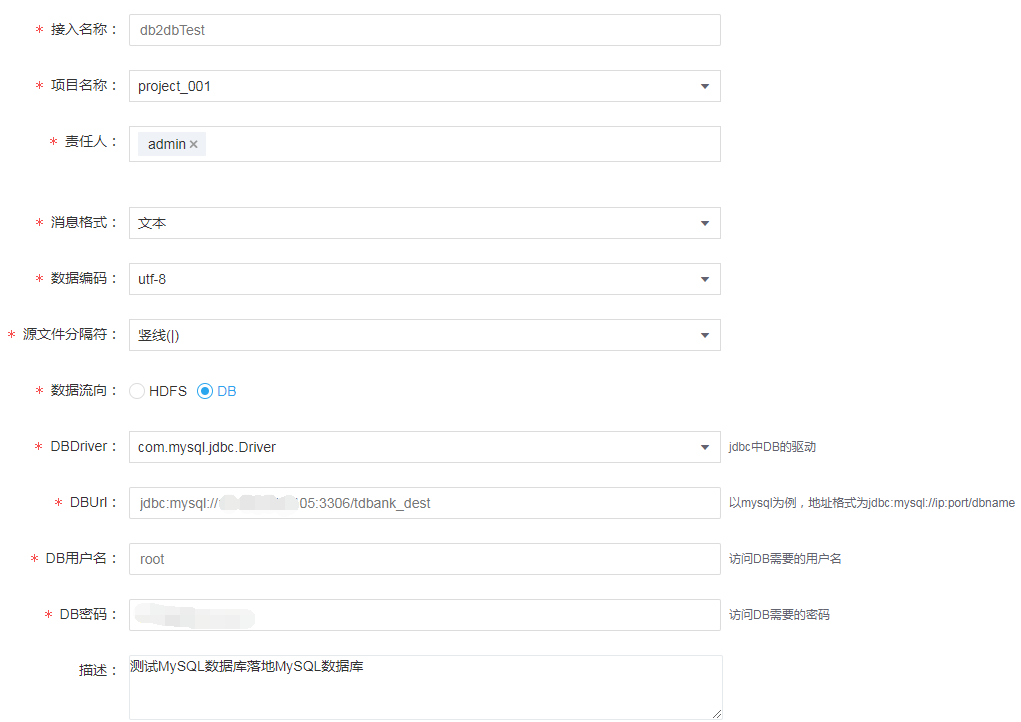 * 接入名称： db2dbTest
* 项目名称： project_001
* 责任人： admin ×
* 消息格式： 文本
* 数据编码： utf-8
* 源文件分隔符： 竖线(|)
* 数据流向： HDFS DB
* DBDriver： com.mysql.jdbc.Driver jdbc中DB的驱动
* DBUrl： jdbc:mysql:// 05:3306/tdbank_dest 以mysql为例，地址格式为jdbc:mysql://ip:port/dbname
* DB用户名： root 访问DB需要的用户名
* DB密码： 访问DB需要的密码
描述： 测试MySQL数据库落地MySQL数据库